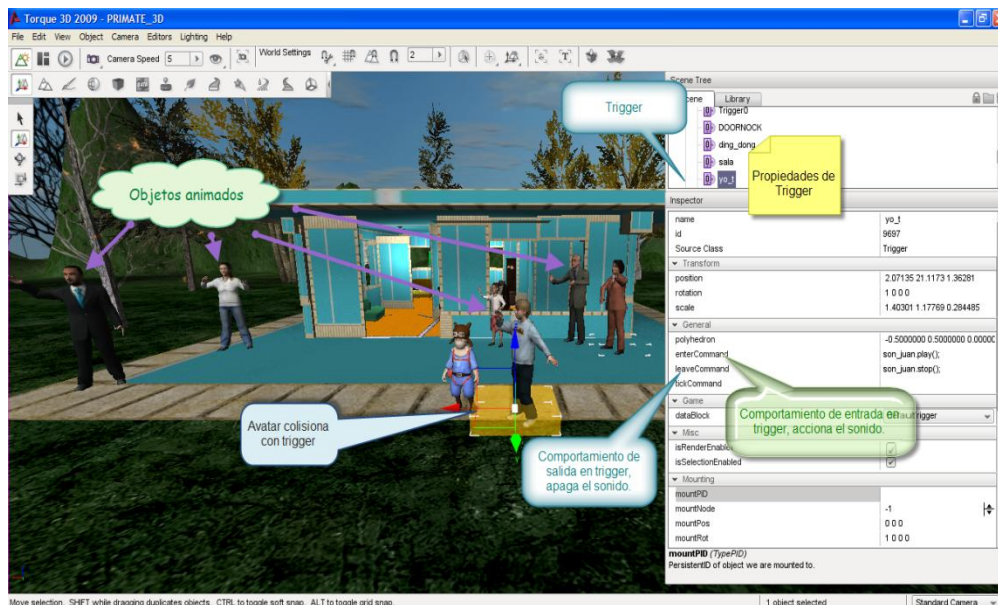 Torque 3D 2009 - PRIMATE_3D
File Edit View Object Camera Editors Lighting Help
Camera Speed 5
World Settings
2
Scene Tree
Scene Library
Trigger0
DOORNOCK
ding_dong
sala
yo_t
Trigger
Propiedades de
Trigger
Objetos animados
Inspector
name yo_t
id 9697
Source Class Trigger
Transform
position 2.07135 21.1173 1.36281
rotation 1 0 0 0
scale 1.40301 1.17769 0.284485
General
polyhedron -0.5000000 0.5000000 0.00000
enterCommand son_juan.play();
leaveCommand son_juan.stop();
tickCommand
Game
dataBlock
Comportamiento de entrada en
trigger, acciona el sonido.
Misc
isRenderEnabled
isSelectionEnabled
Mounting
mountPID
mountNode -1
mountPos 0 0 0
mountRot 1 0 0 0
mountPID (TypePID)
PersistentID of object we are mounted to.
Avatar colisiona
con trigger
Comportamiento de
salida en trigger,
apaga el sonido.
Move selection. SHIFT while dragging duplicates objects. CTRL to toggle soft snap. ALT to toggle grid snap.
1 object selected
Standard Camera